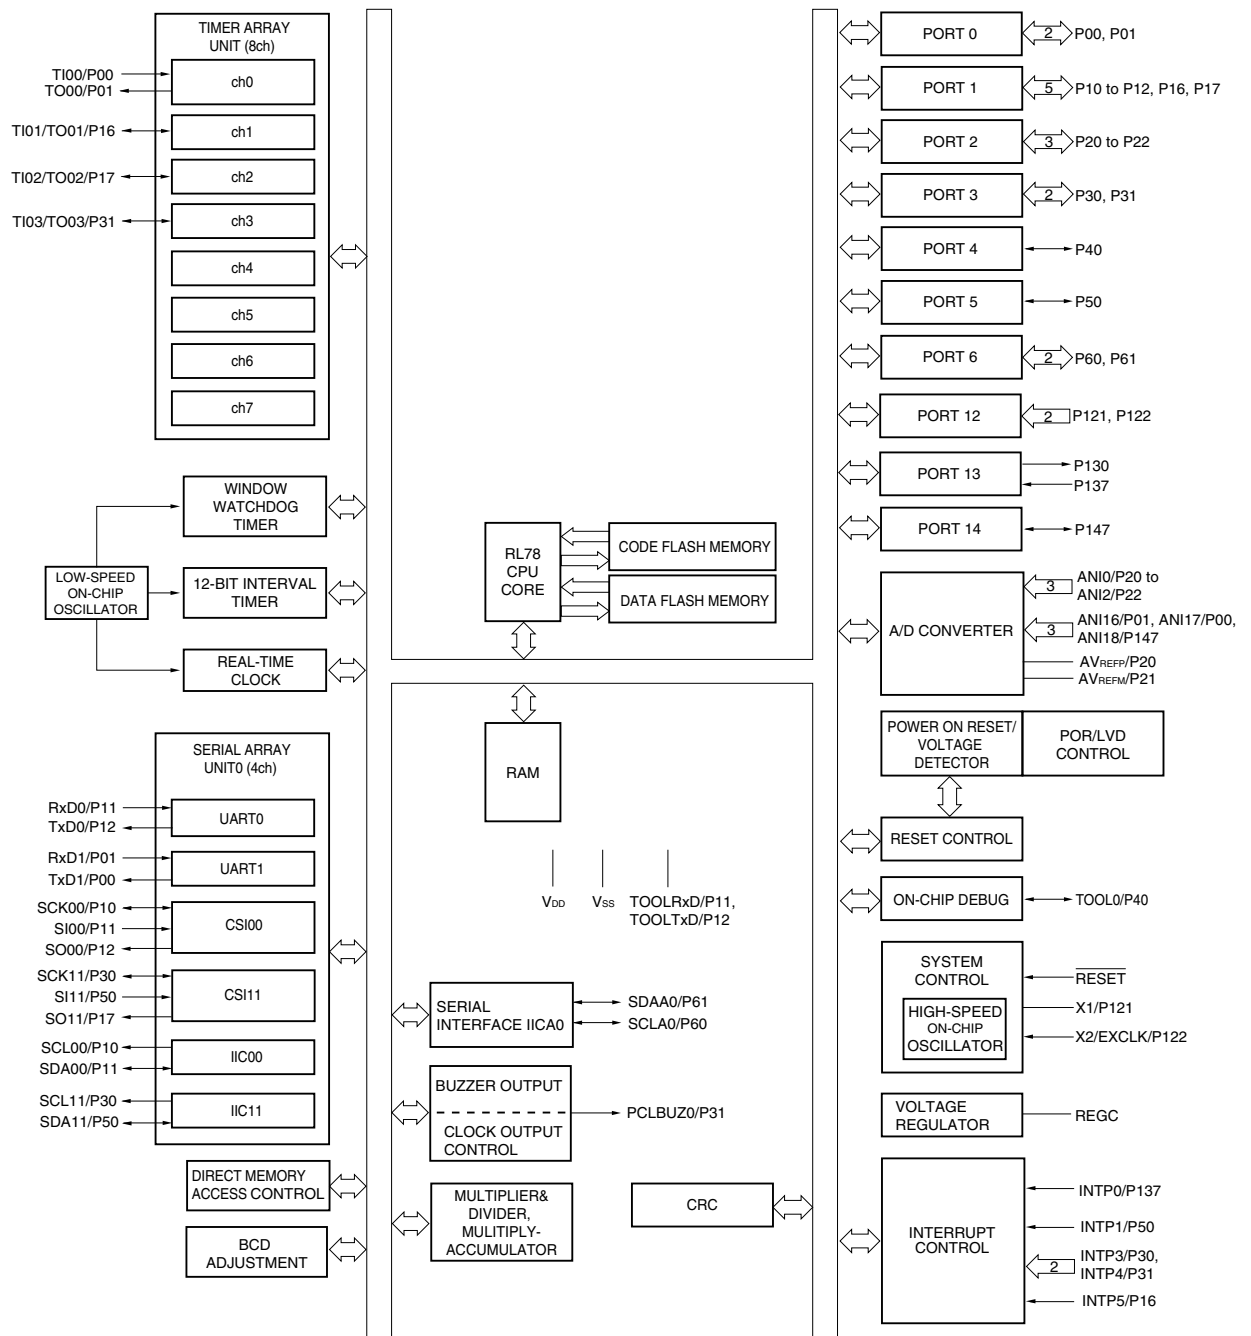 TIMER ARRAY
UNIT (8ch)
TI00/P00
TO00/P01
ch0
TI01/TO01/P16
ch1
TI02/TO02/P17
ch2
TI03/TO03/P31
ch3
ch4
ch5
ch6
ch7
WINDOW
WATCHDOG
TIMER
LOW-SPEED
ON-CHIP
OSCILLATOR
12-BIT INTERVAL
TIMER
REAL-TIME
CLOCK
SERIAL ARRAY
UNIT0 (4ch)
RxD0/P11
TxD0/P12
UART0
RxD1/P01
TxD1/P00
UART1
SCK00/P10
SI00/P11
SO00/P12
CSI00
SCK11/P30
SI11/P50
SO11/P17
CSI11
SCL00/P10
SDA00/P11
IIC00
SCL11/P30
SDA11/P50
IIC11
DIRECT MEMORY
ACCESS CONTROL
BCD
ADJUSTMENT
RL78
CPU
CORE
CODE FLASH MEMORY
DATA FLASH MEMORY
RAM
VDD
VSS
TOOLRxD/P11,
TOOLTxD/P12
SERIAL
INTERFACE IICA0
SDAA0/P61
SCLA0/P60
BUZZER OUTPUT
CLOCK OUTPUT
CONTROL
PCLBUZ0/P31
MULTIPLIER&
DIVIDER,
MULITIPLY-
ACCUMULATOR
CRC
PORT 0
2
P00, P01
PORT 1
5
P10 to P12, P16, P17
PORT 2
3
P20 to P22
PORT 3
2
P30, P31
PORT 4
P40
PORT 5
P50
PORT 6
2
P60, P61
PORT 12
2
P121, P122
PORT 13
P130
P137
PORT 14
P147
A/D CONVERTER
3
ANI0/P20 to
ANI2/P22
3
ANI16/P01, ANI17/P00,
ANI18/P147
AVREFP/P20
AVREFM/P21
POWER ON RESET/
VOLTAGE
DETECTOR
POR/LVD
CONTROL
RESET CONTROL
ON-CHIP DEBUG
TOOL0/P40
SYSTEM
CONTROL
HIGH-SPEED
ON-CHIP
OSCILLATOR
RESET
X1/P121
X2/EXCLK/P122
VOLTAGE
REGULATOR
REGC
INTERRUPT
CONTROL
INTP0/P137
INTP1/P50
2
INTP3/P30,
INTP4/P31
INTP5/P16